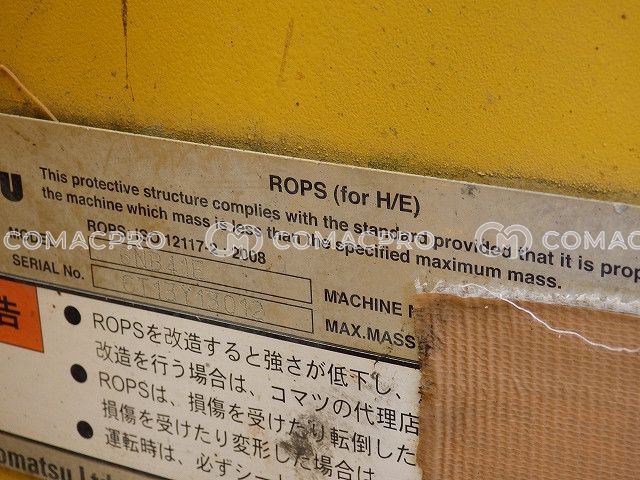 ROPS (for H/E)
U This protective structure complies with the standard provided that it is prop
the machine which mass is less than the specified maximum mass.
ROPS-ISO 12117-2 : 2008
SERIAL No. CT13Y13012 MACHINE
MAX.MASS
告
● ROPSを改造すると強さが低下し、
改造を行う場合は、コマツの代理店
● ROPSは、損傷を受けたり転倒した
損傷を受けたり変形した場合は
● 運転時は、必ずシー
omatsu Ltd
COMACPRO COMACPRO COMACPRO